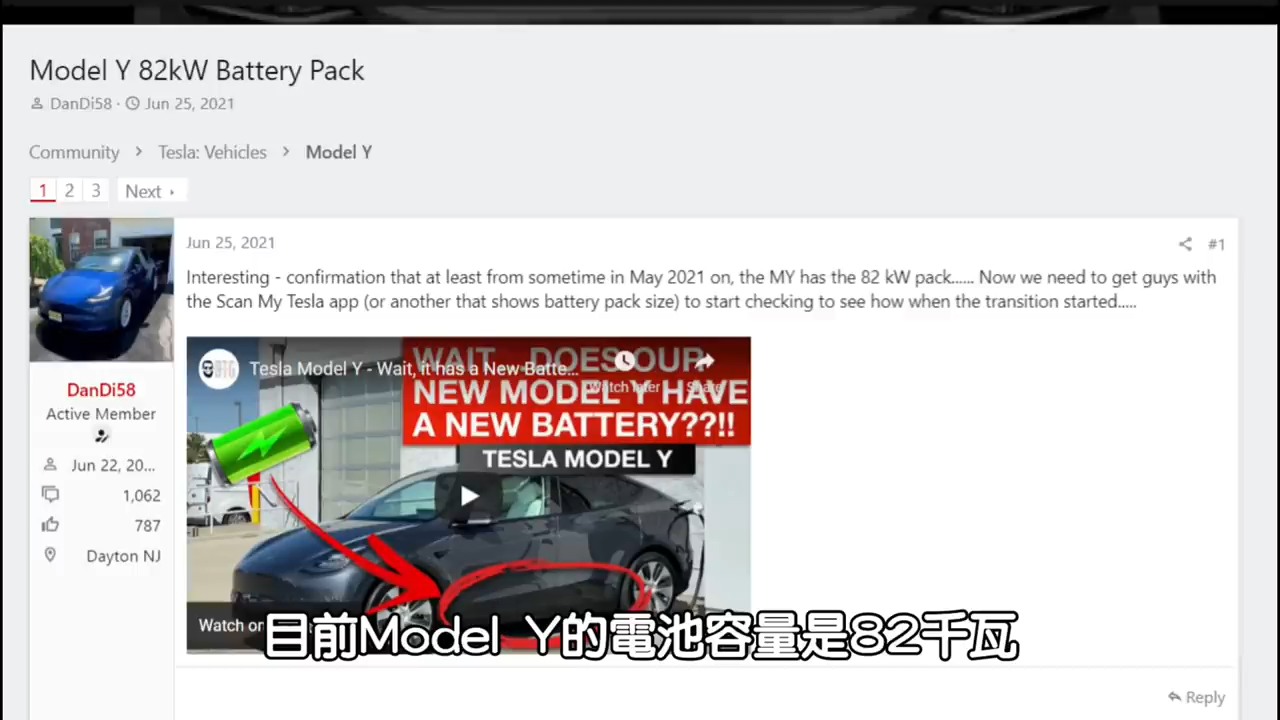 Model Y 82kW Battery Pack
DanDi58 · Jun 25, 2021
Community > Tesla: Vehicles > Model Y
1 2 3 Next
Jun 25, 2021 #1
Interesting - confirmation that at least from sometime in May 2021 on, the MY has the 82 kW pack...... Now we need to get guys with
the Scan My Tesla app (or another that shows battery pack size) to start checking to see how when the transition started.....
DanDi58
Active Member
Jun 22, 20...
1,062
787
Dayton NJ
Tesla Model Y - Wait, it has a New Batte...
Watch later Share
WAIT... DOES OUR
NEW MODEL Y HAVE
A NEW BATTERY??!!
TESLA MODEL Y
Watch on
目前Model Y的電池容量是82千瓦
Reply